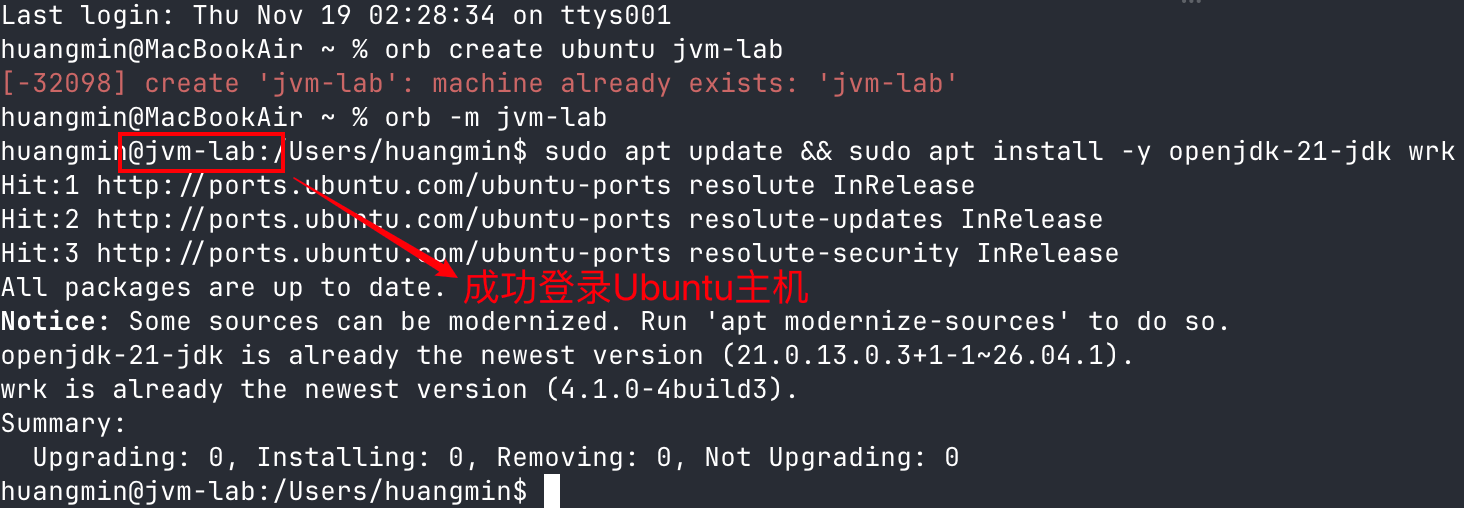 Last login: Thu Nov 19 02:28:34 on ttys001
huangmin@MacBookAir ~ % orb create ubuntu jvm-lab
[-32098] create 'jvm-lab': machine already exists: 'jvm-lab'
huangmin@MacBookAir ~ % orb -m jvm-lab
huangmin@jvm-lab:/Users/huangmin$ sudo apt update && sudo apt install -y openjdk-21-jdk wrk
Hit:1 http://ports.ubuntu.com/ubuntu-ports resolute InRelease
Hit:2 http://ports.ubuntu.com/ubuntu-ports resolute-updates InRelease
Hit:3 http://ports.ubuntu.com/ubuntu-ports resolute-security InRelease
All packages are up to date. 成功登录Ubuntu主机
Notice: Some sources can be modernized. Run 'apt modernize-sources' to do so.
openjdk-21-jdk is already the newest version (21.0.13.0.3+1-1~26.04.1).
wrk is already the newest version (4.1.0-4build3).
Summary:
  Upgrading: 0, Installing: 0, Removing: 0, Not Upgrading: 0
huangmin@jvm-lab:/Users/huangmin$